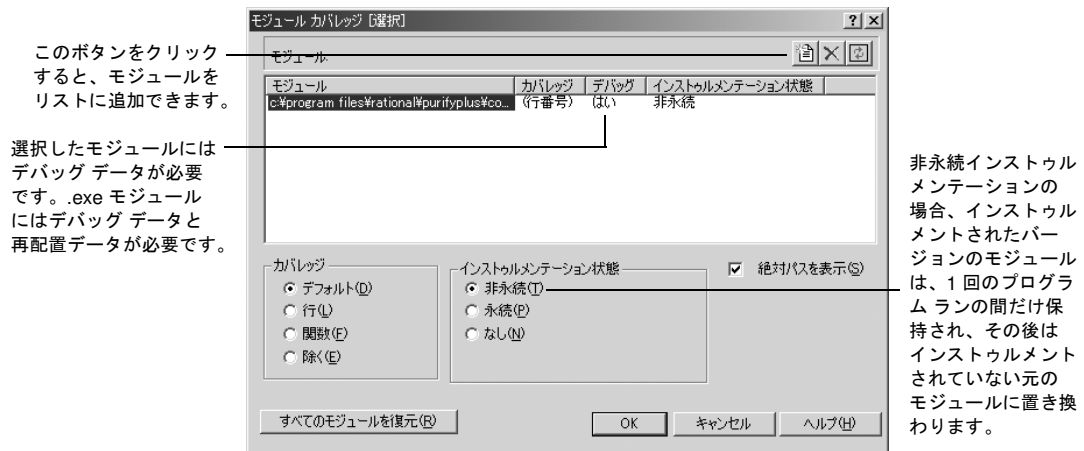 モジュール カバレッジ [選択]
このボタンをクリック
すると、モジュールを
リストに追加できます。
モジュール:
モジュール カバレッジ デバッグ インストゥルメンテーション状態
c:¥program files¥rational¥purifyplus¥co... (行番号) はい 非永続
選択したモジュールには
デバッグ データが必要
です。.exe モジュール
にはデバッグ データと
再配置データが必要です。
カバレッジ
デフォルト(D)
行(L)
関数(F)
除く(E)
インストゥルメンテーション状態
非永続(T)
永続(P)
なし(N)
絶対パスを表示(S)
非永続インストゥル
メンテーションの
場合、インストゥル
メントされたバー
ジョンのモジュール
は、1 回のプログラ
ム ランの間だけ保
持され、その後は
インストゥルメント
されていない元の
モジュールに置き換
わります。
すべてのモジュールを復元(R)
OK
キャンセル
ヘルプ(H)